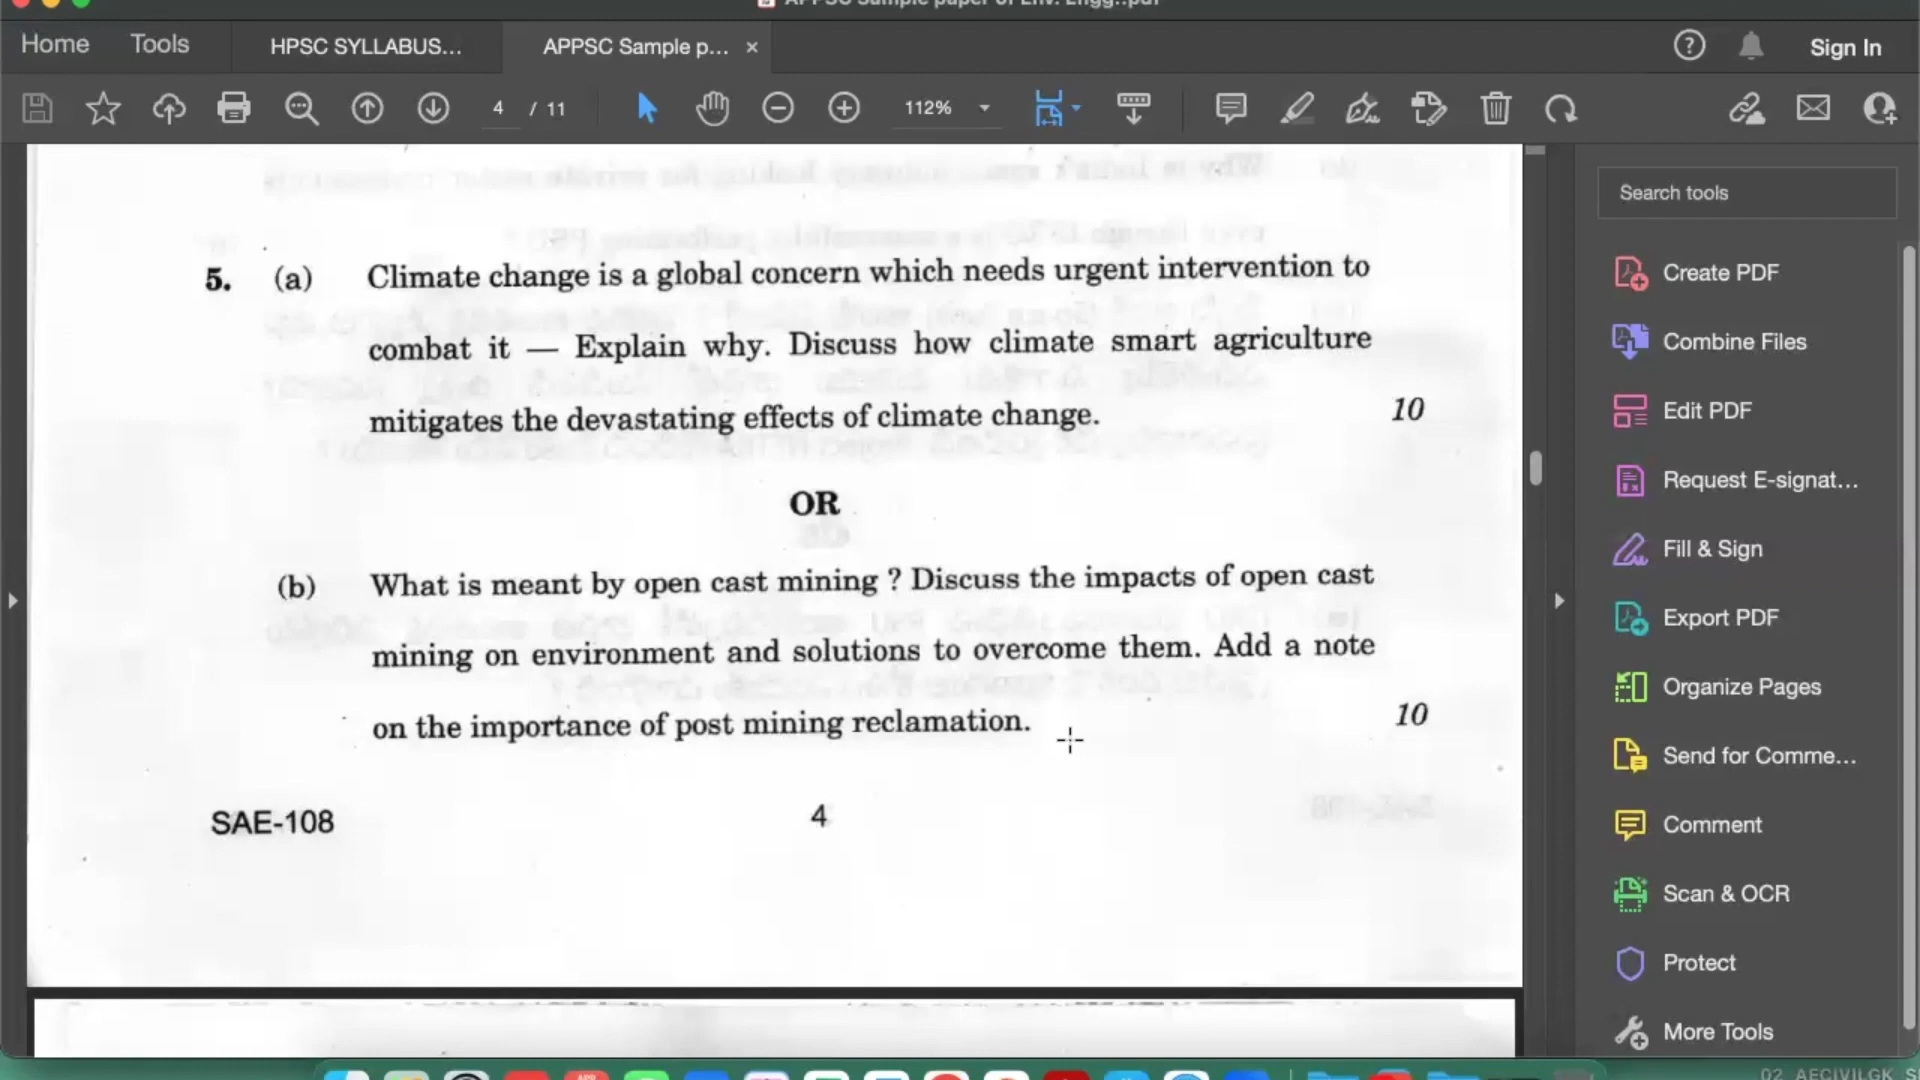 Home Tools HPSC SYLLABUS... APPSC Sample p... × Sign In
4 / 11 112%
5. (a) Climate change is a global concern which needs urgent intervention to
combat it — Explain why. Discuss how climate smart agriculture
mitigates the devastating effects of climate change. 10
OR
(b) What is meant by open cast mining ? Discuss the impacts of open cast
mining on environment and solutions to overcome them. Add a note
on the importance of post mining reclamation. 10
SAE-108 4
Search tools
Create PDF
Combine Files
Edit PDF
Request E-signat...
Fill & Sign
Export PDF
Organize Pages
Send for Comme...
Comment
Scan & OCR
Protect
More Tools